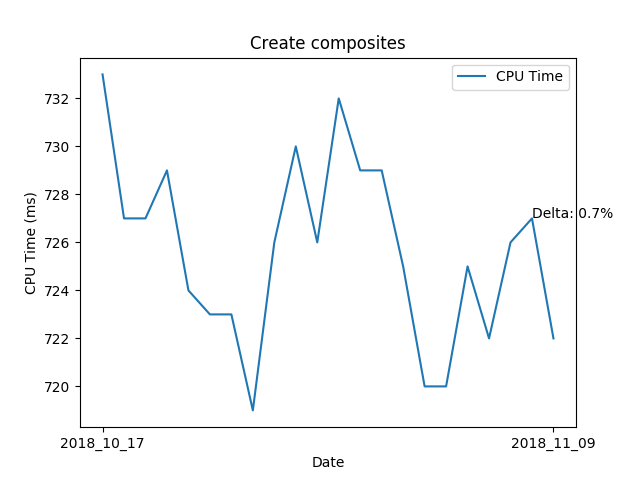 Create composites
CPU Time
732
730
728
726
724
722
720
CPU Time (ms)
Delta: 0.7%
2018_10_17
2018_11_09
Date